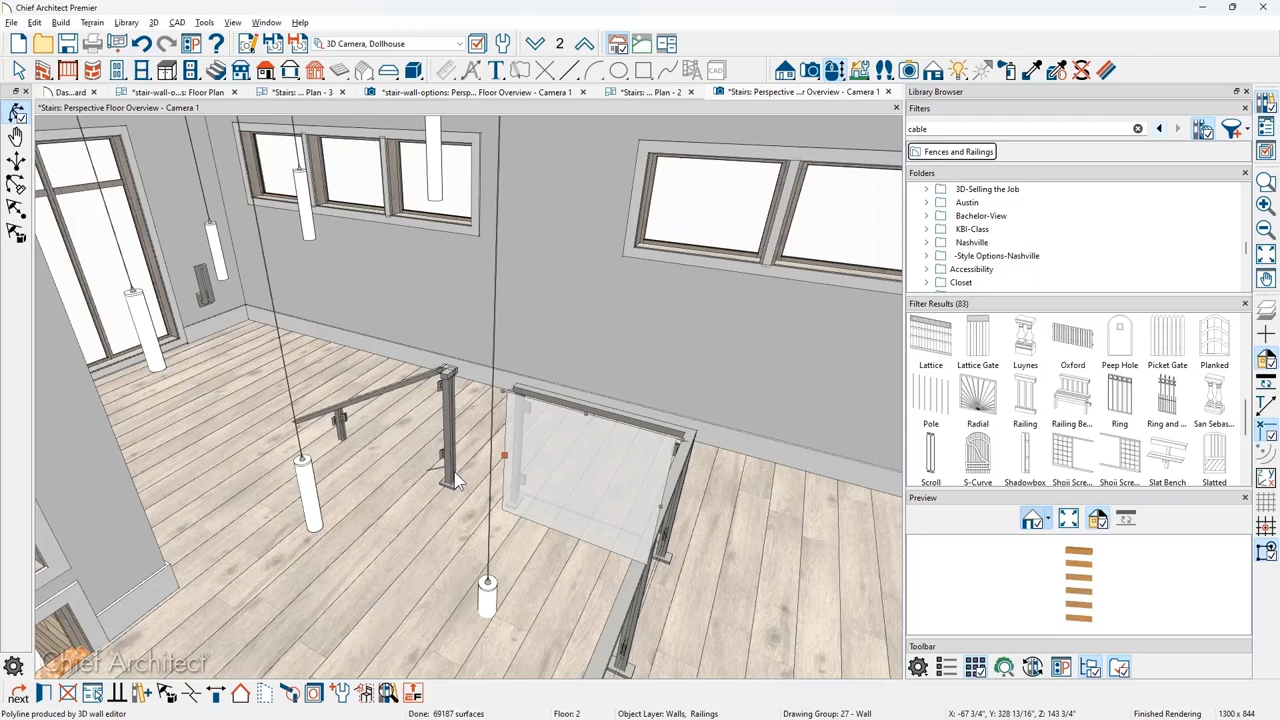 Chief Architect Premier
File Edit Build Terrain Library 3D CAD Tools View Window Help
3D Camera, Dollhouse 2
Das...ard *stair-wall-o...s: Floor Plan *Stairs: ... Plan - 3 *stair-wall-options: Persp... Floor Overview - Camera 1 *Stairs: ... Plan - 2 *Stairs: Perspective ...r Overview - Camera 1
*Stairs: Perspective Floor Overview - Camera 1
Chief Architect
Library Browser
Filters
cable
Fences and Railings
Folders
3D-Selling the Job
Austin
Bachelor-View
KBI-Class
Nashville
-Style Options-Nashville
Accessibility
Closet
Filter Results (83)
Lattice Lattice Gate Luynes Oxford Peep Hole Picket Gate Planked
Pole Radial Railing Railing Be... Ring Ring and ... San Sebas...
Scroll S-Curve Shadowbox Shoji Scre... Shoji Scre... Slat Bench Slatted
Preview
Toolbar
next
Polyline produced by 3D wall editor Done: 69187 surfaces Floor: 2 Object Layer: Walls, Railings Drawing Group: 27 - Wall X: -67 3/4", Y: 328 13/16", Z: 143 3/4" Finished Rendering 1300 x 844